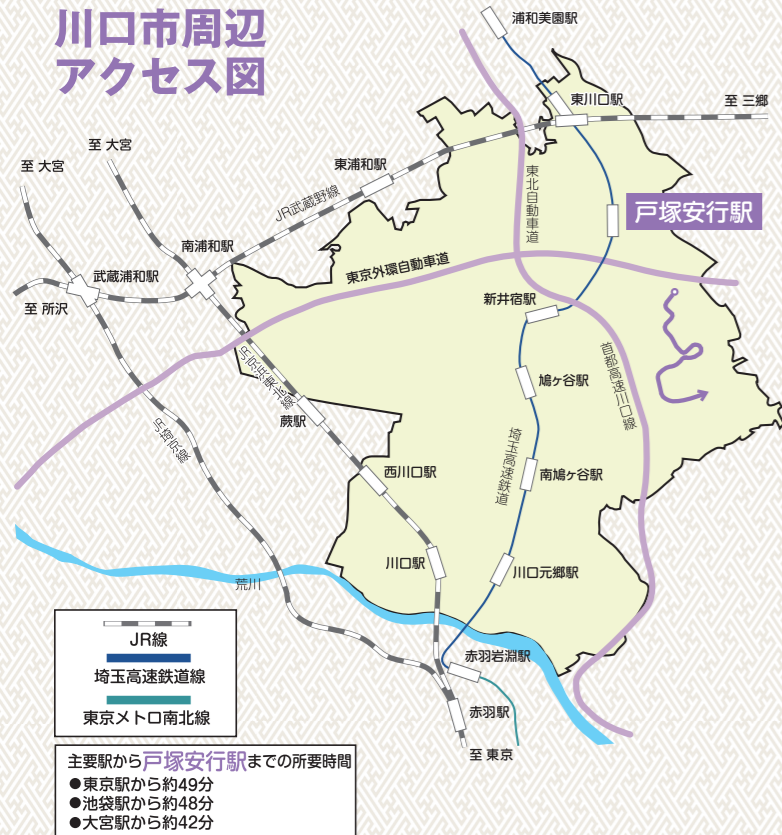 川口市周辺
アクセス図
浦和美園駅
東川口駅
至 三郷
至 大宮
至 大宮
東浦和駅
JR武蔵野線
東北自動車道
戸塚安行駅
南浦和駅
武蔵浦和駅
東京外環自動車道
至 所沢
新井宿駅
JR京浜東北線
首都高速川口線
鳩ヶ谷駅
蕨駅
JR埼京線
埼玉高速鉄道
西川口駅
南鳩ヶ谷駅
川口駅
川口元郷駅
荒川
JR線
埼玉高速鉄道線
東京メトロ南北線
赤羽岩淵駅
赤羽駅
至 東京
主要駅から戸塚安行駅までの所要時間
●東京駅から約49分
●池袋駅から約48分
●大宮駅から約42分